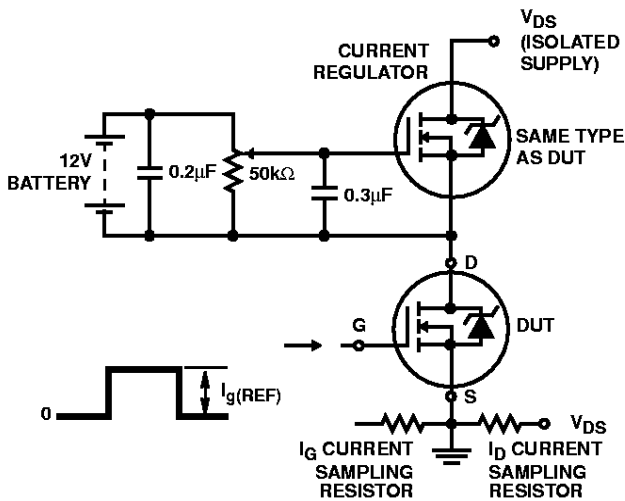 V_DS
(ISOLATED
SUPPLY)
CURRENT
REGULATOR
SAME TYPE
AS DUT
12V
BATTERY
0.2μF
50kΩ
0.3μF
D
DUT
G
I_g(REF)
0
S
V_DS
I_G CURRENT
SAMPLING
RESISTOR
I_D CURRENT
SAMPLING
RESISTOR